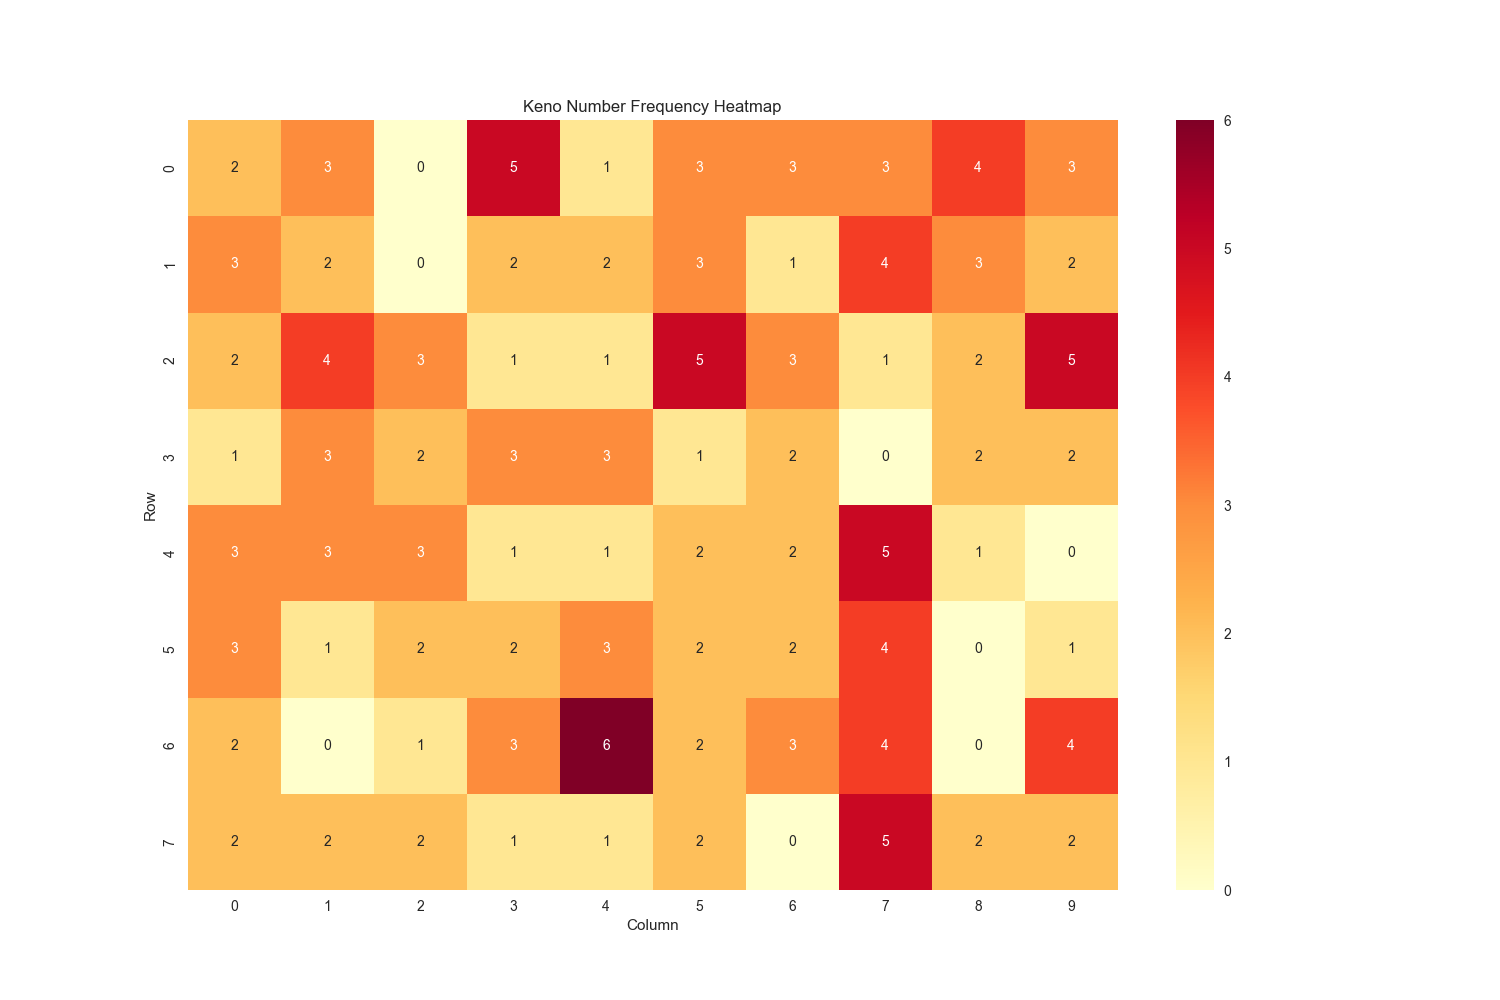 Keno Number Frequency Heatmap
6
0 2 3 0 5 1 3 3 3 4 3
5
1 3 2 0 2 2 3 1 4 3 2
2 2 4 3 1 1 5 3 1 2 5
4
3 1 3 2 3 3 1 2 0 2 2
3
Row
4 3 3 3 1 1 2 2 5 1 0
2
5 3 1 2 2 3 2 2 4 0 1
6 2 0 1 3 6 2 3 4 0 4
1
7 2 2 2 1 1 2 0 5 2 2
0
0 1 2 3 4 5 6 7 8 9
Column